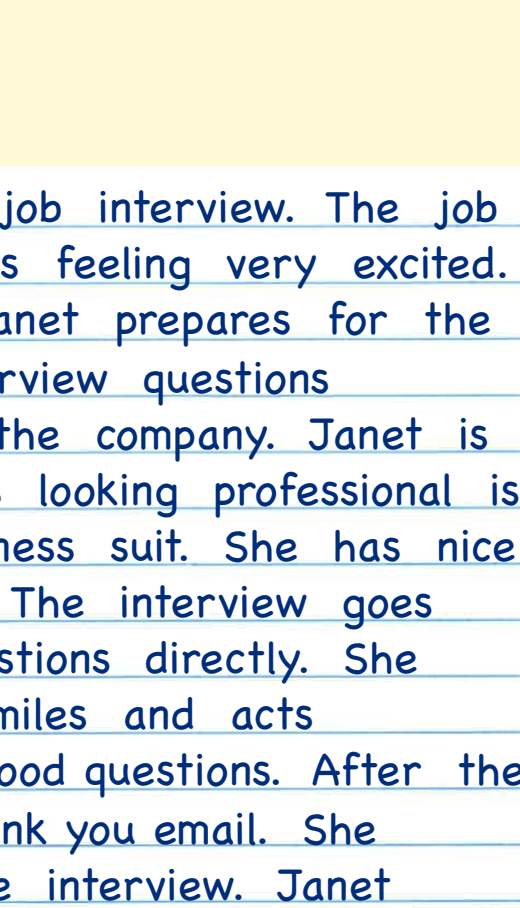 job interview. The job
s feeling very excited.
anet prepares for the
rview questions
the company. Janet is
looking professional is
ness suit. She has nice
The interview goes
stions directly. She
miles and acts
ood questions. After the
nk you email. She
e interview. Janet